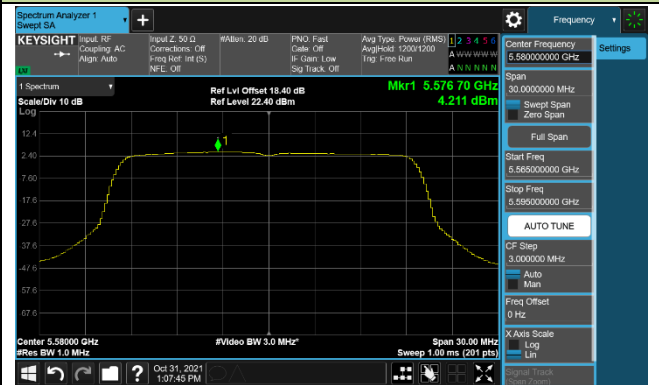 Spectrum Analyzer 1
Swept SA
Frequency
KEYSIGHT
Input: RF
Coupling: AC
Align: Auto
Input Z: 50 Ω
Corrections: Off
Freq Ref: Int (S)
NFE: Off
#Atten: 20 dB
PNO: Fast
Gate: Off
IF Gain: Low
Sig Track: Off
Avg Type: Power (RMS)
Avg|Hold: 1200/1200
Trig: Free Run
1 2 3 4 5 6
A W W W W W
A N N N N N
LXI
1 Spectrum
Scale/Div 10 dB
Log
Ref Lvl Offset 18.40 dB
Ref Level 22.40 dBm
Mkr1 5.576 70 GHz
4.211 dBm
1
12.4
2.40
-7.60
-17.6
-27.6
-37.6
-47.6
-57.6
-67.6
Center 5.58000 GHz
#Res BW 1.0 MHz
#Video BW 3.0 MHz*
Span 30.00 MHz
Sweep 1.00 ms (201 pts)
Oct 31, 2021
1:07:45 PM
Center Frequency
5.580000000 GHz
Settings
Span
30.0000000 MHz
Swept Span
Zero Span
Full Span
Start Freq
5.565000000 GHz
Stop Freq
5.595000000 GHz
AUTO TUNE
CF Step
3.000000 MHz
Auto
Man
Freq Offset
0 Hz
X Axis Scale
Log
Lin
Signal Track
(Span Zoom)